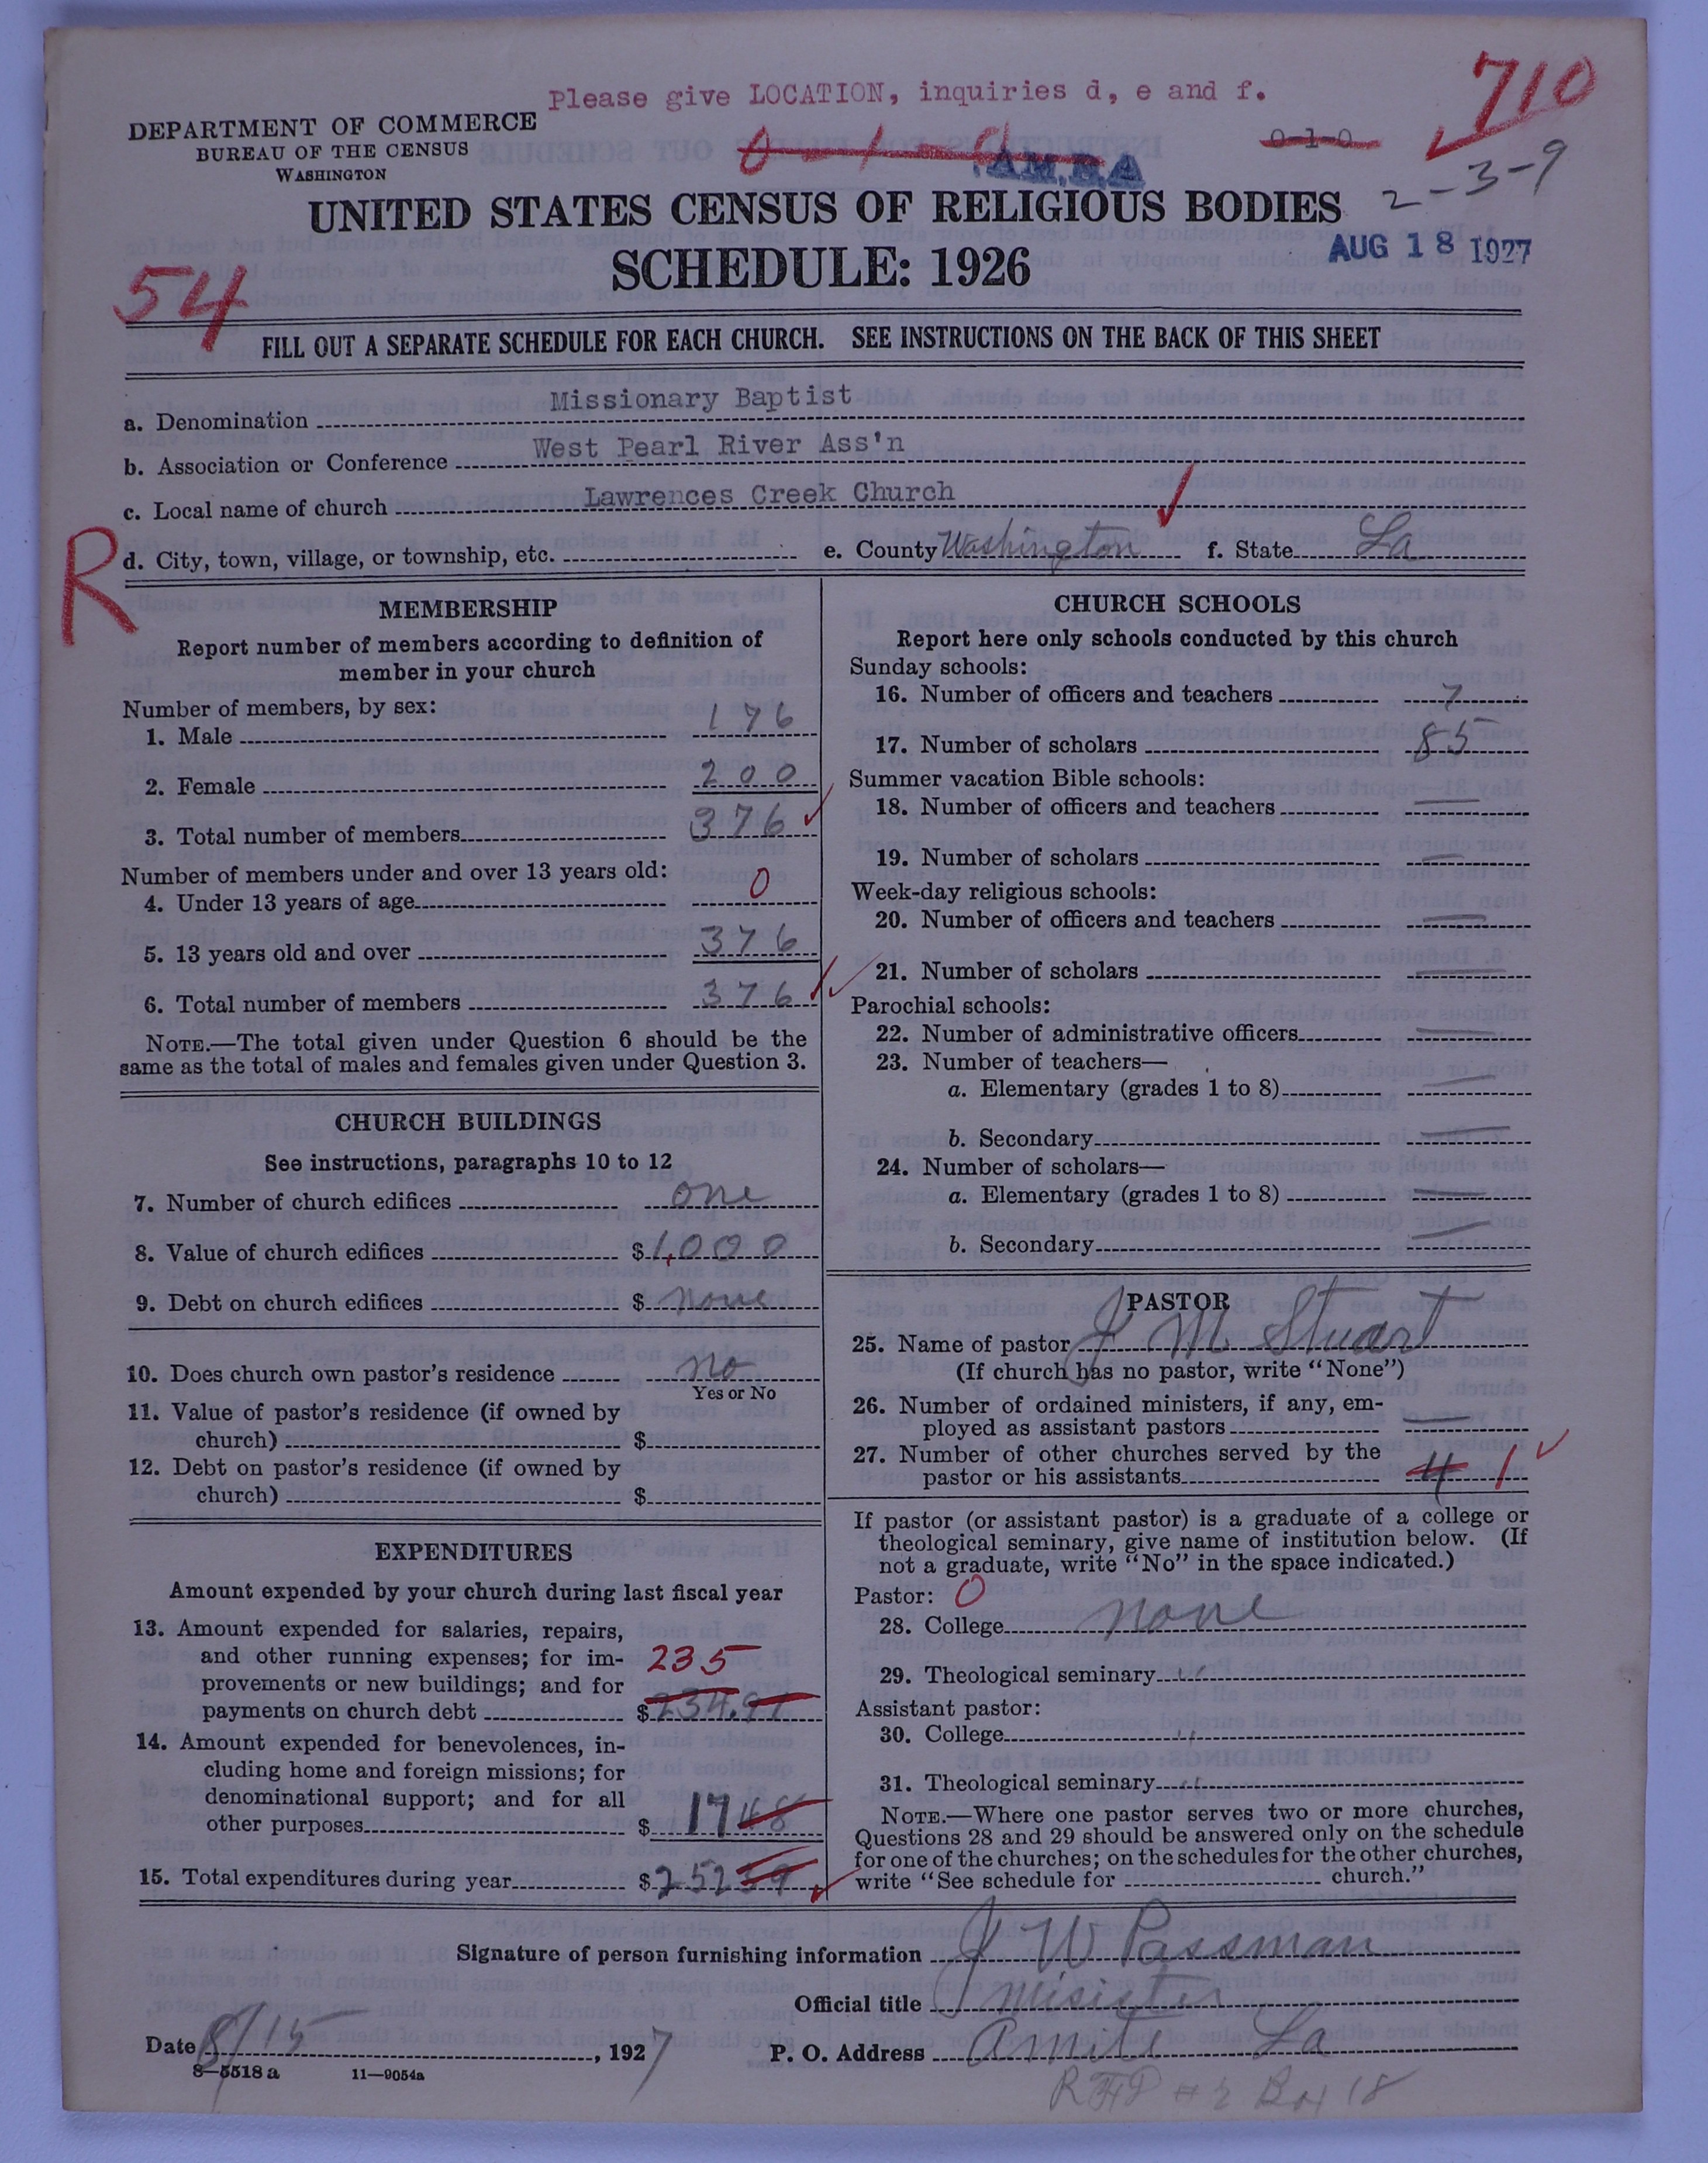 Please give LOCATION, inquiries d, e and f.
710
DEPARTMENT OF COMMERCE
BUREAU OF THE CENSUS
WASHINGTON
0-1-0
A.M.B.A
2-3-9
UNITED STATES CENSUS OF RELIGIOUS BODIES
SCHEDULE: 1926
AUG 18 1927
54
FILL OUT A SEPARATE SCHEDULE FOR EACH CHURCH. SEE INSTRUCTIONS ON THE BACK OF THIS SHEET
a. Denomination Missionary Baptist
b. Association or Conference West Pearl River Ass'n
c. Local name of church Lawrences Creek Church
R
d. City, town, village, or township, etc. e. County Washington f. State La
MEMBERSHIP
Report number of members according to definition of
member in your church
Number of members, by sex:
1. Male 176
2. Female 200
3. Total number of members 376
Number of members under and over 13 years old:
4. Under 13 years of age 0
5. 13 years old and over 376
6. Total number of members 376
NOTE.—The total given under Question 6 should be the
same as the total of males and females given under Question 3.
CHURCH BUILDINGS
See instructions, paragraphs 10 to 12
7. Number of church edifices one
8. Value of church edifices $1,000
9. Debt on church edifices $ none
10. Does church own pastor's residence no
Yes or No
11. Value of pastor's residence (if owned by
church) $
12. Debt on pastor's residence (if owned by
church) $
EXPENDITURES
Amount expended by your church during last fiscal year
13. Amount expended for salaries, repairs,
and other running expenses; for im-
provements or new buildings; and for
235
payments on church debt $234.91
14. Amount expended for benevolences, in-
cluding home and foreign missions; for
denominational support; and for all
other purposes $1748
15. Total expenditures during year $25239
CHURCH SCHOOLS
Report here only schools conducted by this church
Sunday schools:
16. Number of officers and teachers 7
17. Number of scholars 85
Summer vacation Bible schools:
18. Number of officers and teachers
19. Number of scholars
Week-day religious schools:
20. Number of officers and teachers
21. Number of scholars
Parochial schools:
22. Number of administrative officers
23. Number of teachers—
a. Elementary (grades 1 to 8)
b. Secondary
24. Number of scholars—
a. Elementary (grades 1 to 8)
b. Secondary
PASTOR
25. Name of pastor J M Stuart
(If church has no pastor, write "None")
26. Number of ordained ministers, if any, em-
ployed as assistant pastors
27. Number of other churches served by the
pastor or his assistants 4 1
If pastor (or assistant pastor) is a graduate of a college or
theological seminary, give name of institution below. (If
not a graduate, write "No" in the space indicated.)
Pastor: 0
28. College none
29. Theological seminary "
Assistant pastor:
30. College "
31. Theological seminary "
NOTE.—Where one pastor serves two or more churches,
Questions 28 and 29 should be answered only on the schedule
for one of the churches; on the schedules for the other churches,
write "See schedule for church."
Signature of person furnishing information J W Passman
Official title Minister
Date 8/15, 1927 P. O. Address Amite La
8-5518 a 11-9054a
RFD #2 Box 18